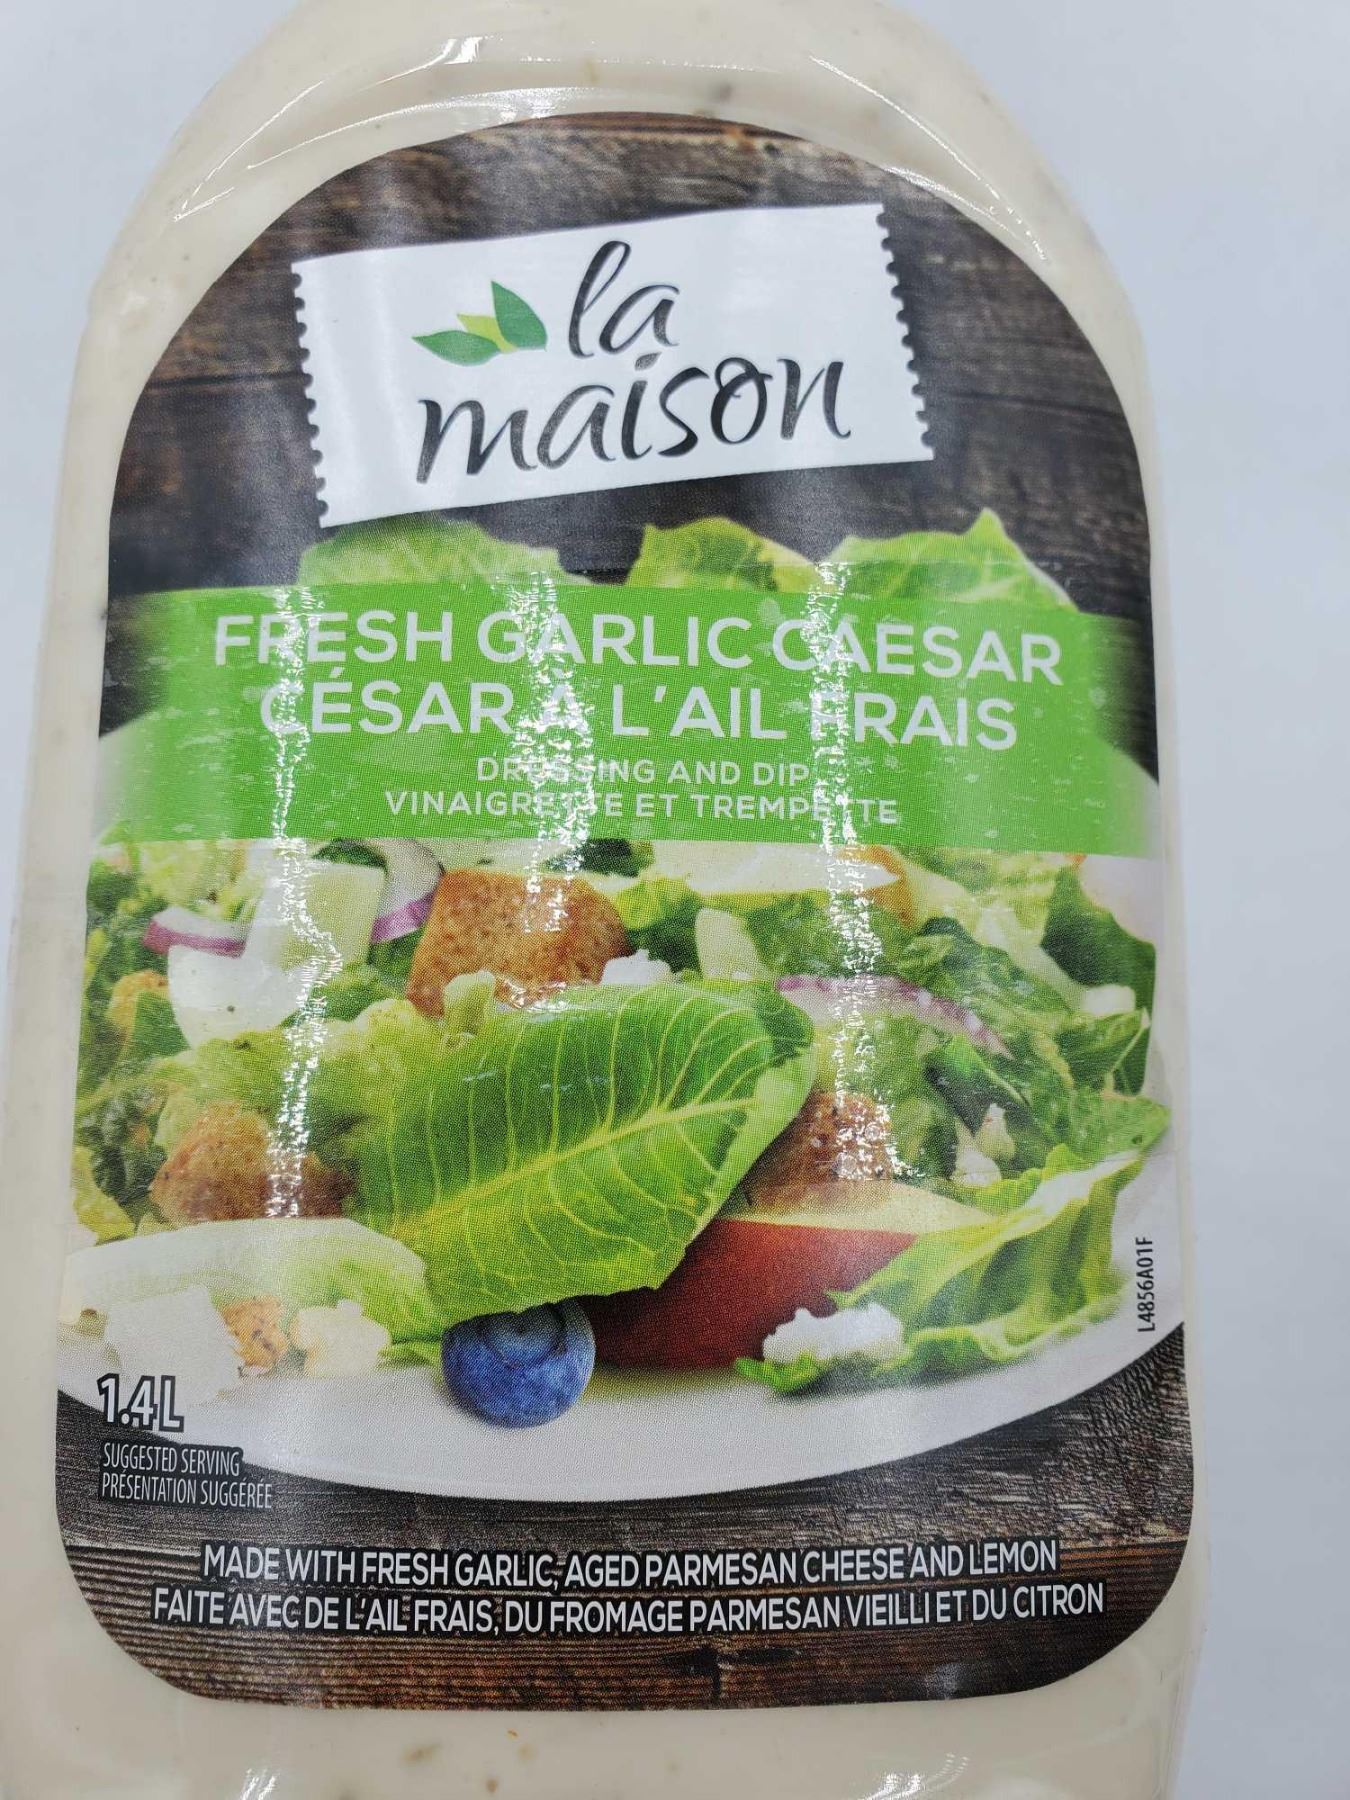 la
maison
FRESH GARLIC CAESAR
CÉSAR À L'AIL FRAIS
DRESSING AND DIP
VINAIGRETTE ET TREMPETTE
L4856A01F
1.4L
SUGGESTED SERVING
PRÉSENTATION SUGGÉRÉE
MADE WITH FRESH GARLIC, AGED PARMESAN CHEESE AND LEMON
FAITE AVEC DE L'AIL FRAIS, DU FROMAGE PARMESAN VIEILLI ET DU CITRON